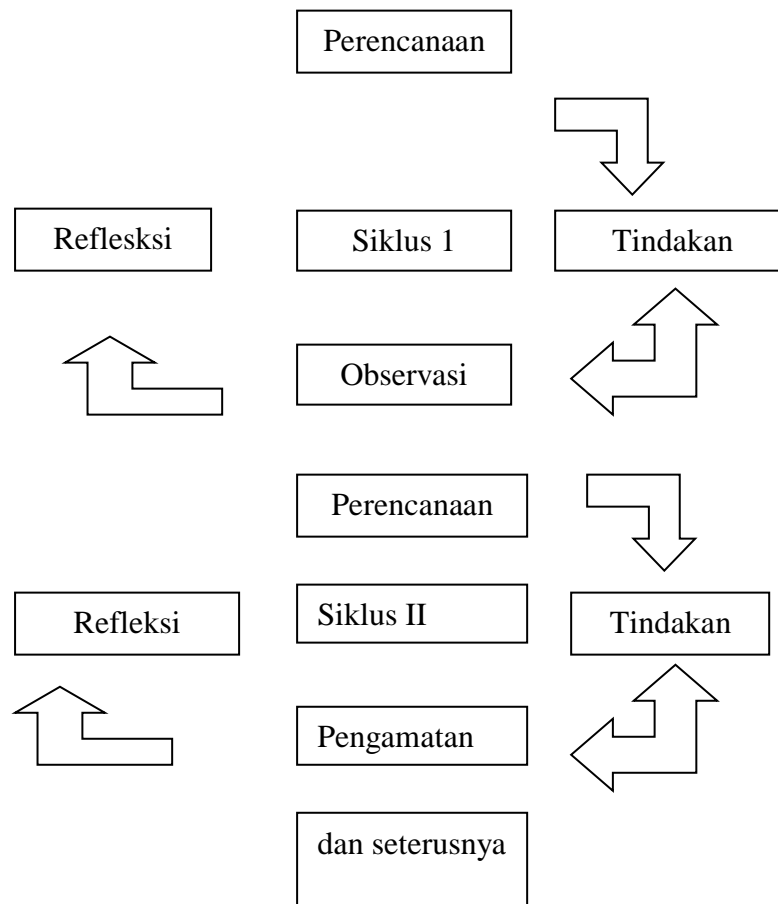 Perencanaan
Reflesksi
Siklus 1
Tindakan
Observasi
Perencanaan
Refleksi
Siklus II
Tindakan
Pengamatan
dan seterusnya